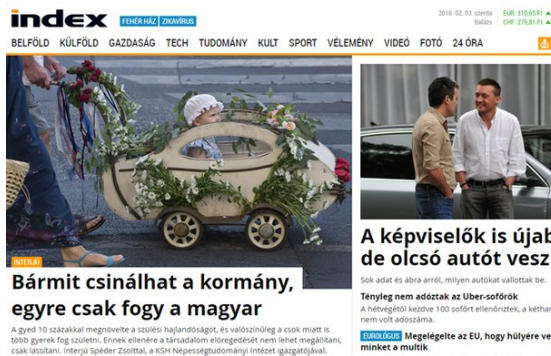 index
FEHÉR HÁZ ZIKAVÍRUS
2016. 02. 03. szerda
Balázs
EUR: 310,65 Ft
CHF: 279,81 Ft
BELFÖLD KÜLFÖLD GAZDASÁG TECH TUDOMÁNY KULT SPORT VÉLEMÉNY VIDEÓ FOTÓ 24 ÓRA
INTERJÚ
Bármit csinálhat a kormány,
egyre csak fogy a magyar
A gyed 10 százakkal megnövelte a szülési hajlandóságot, és valószínűleg a csok miatt is
több gyerek fog születni. Ennek ellenére a társadalom elöregedését nem lehet megállítani,
csak lassítani. Interjú Spéder Zsolttal, a KSH Népességtudományi Intézet igazgatójával.
A képviselők is újab
de olcsó autót vesz
Sok adat és ábra arról, milyen autókat vallottak be.
Tényleg nem adóztak az Uber-sofőrök
A hétvégétől kezdve 100 sofőrt ellenőriztek, a kéthar
nem volt adószáma.
EUROLÓGUS Megelégelte az EU, hogy hülyére ve
minket a multik